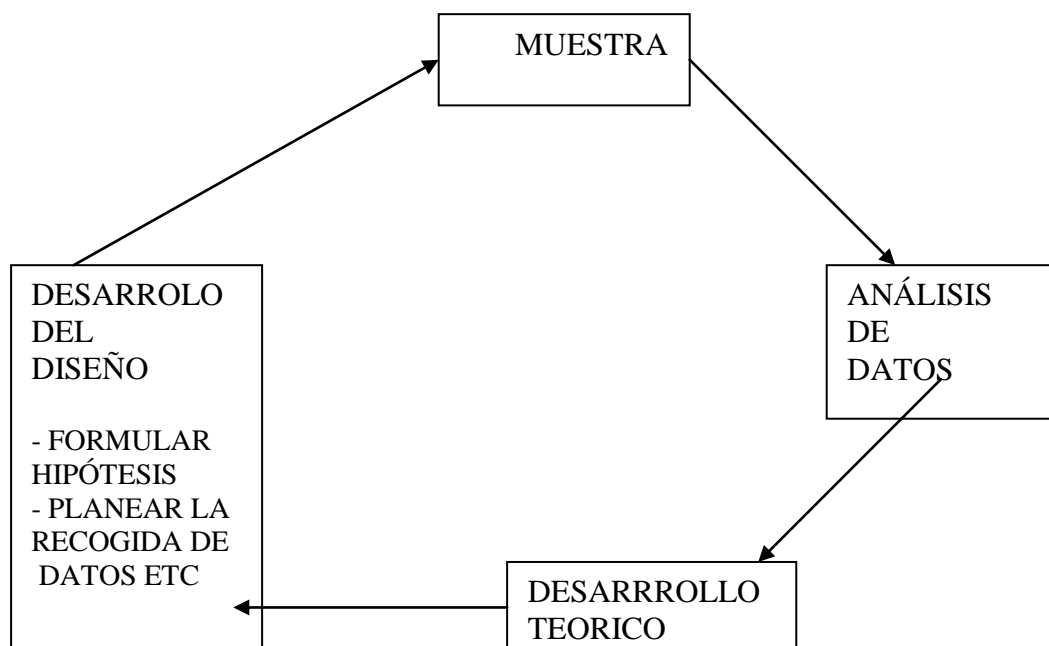 MUESTRA
DESARROLO
DEL
DISEÑO
- FORMULAR
HIPÓTESIS
- PLANEAR LA
RECOGIDA DE
DATOS ETC
ANÁLISIS
DE
DATOS
DESARRROLLO
TEORICO